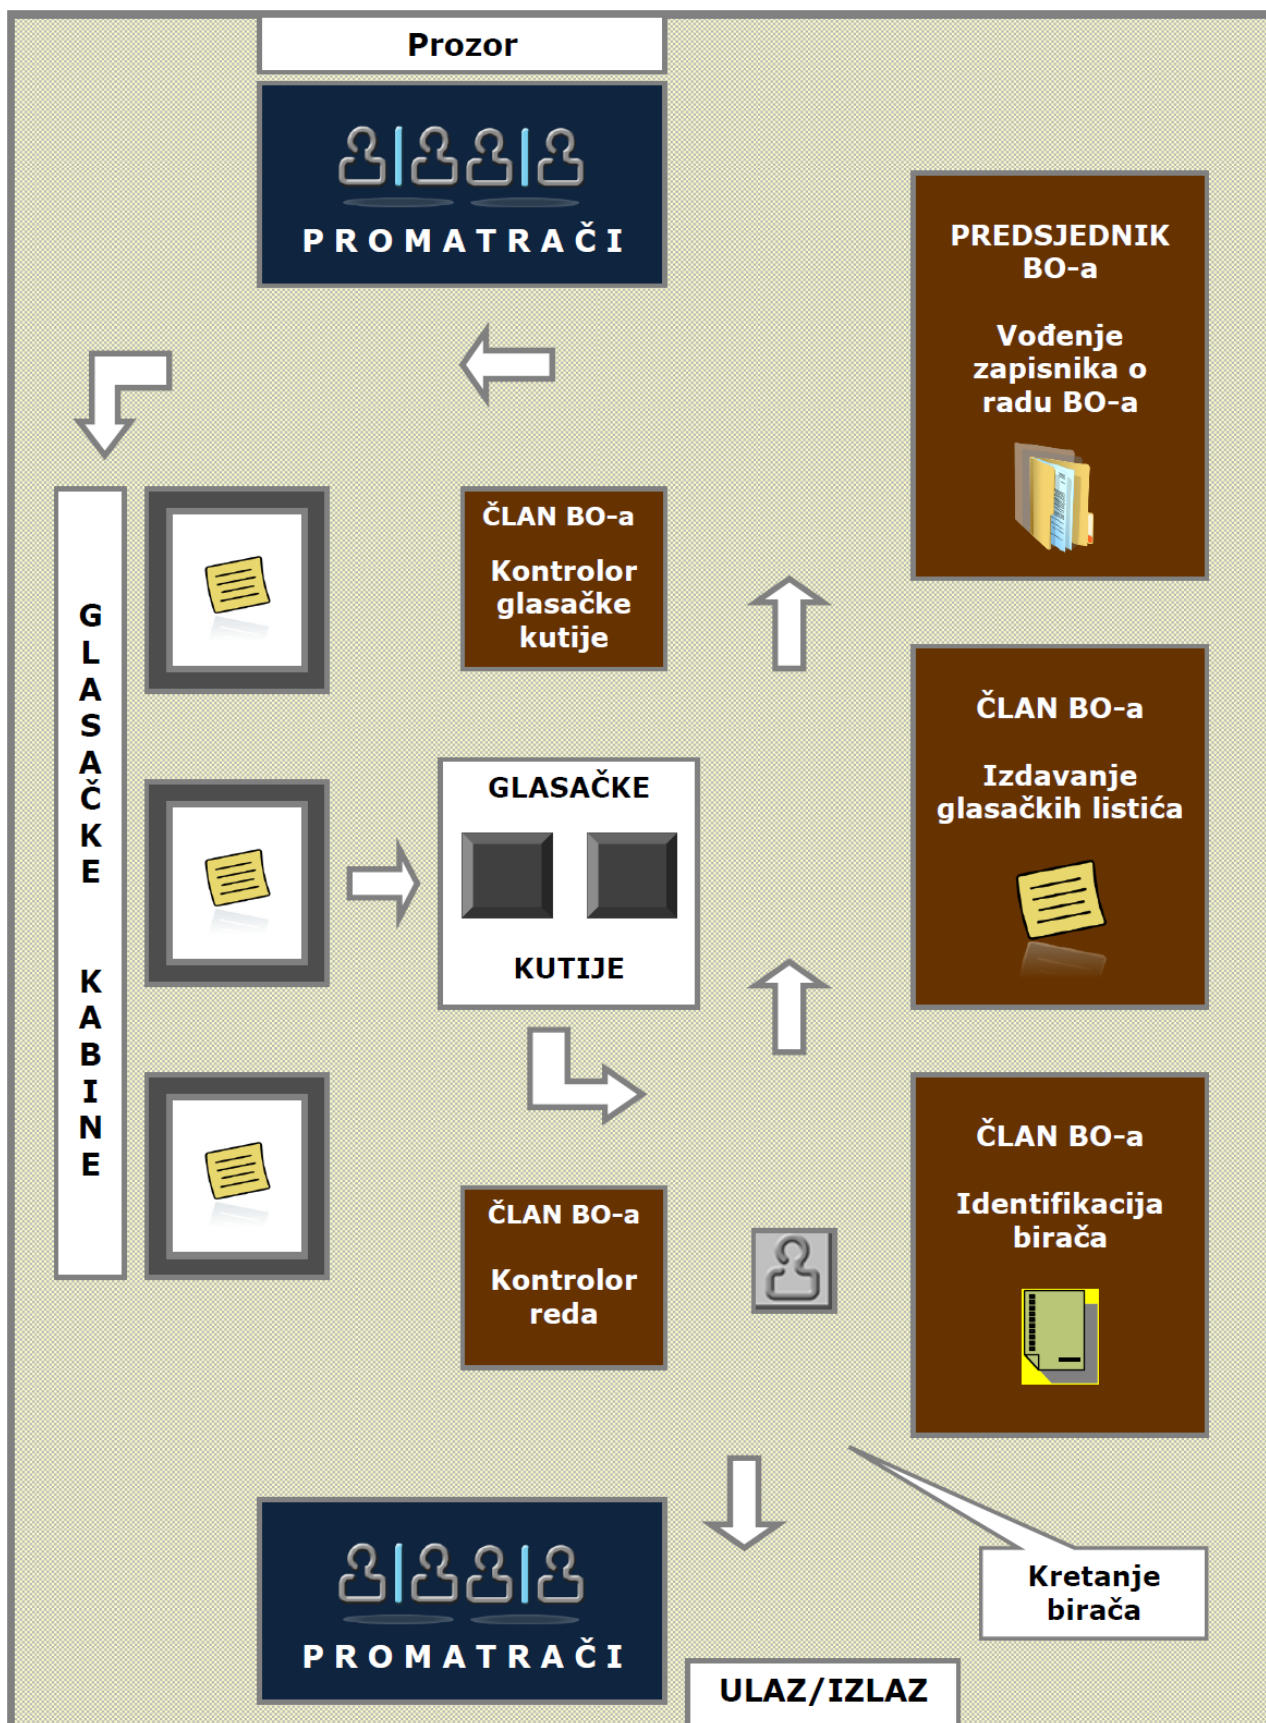 Prozor
PROMATRAČI
PREDSJEDNIK
BO-a
Vođenje
zapisnika o
radu BO-a
ČLAN BO-a
Kontrolor
glasačke
kutije
GLASAČKE KABINE
ČLAN BO-a
Izdavanje
glasačkih listića
GLASAČKE
KUTIJE
ČLAN BO-a
Identifikacija
birača
ČLAN BO-a
Kontrolor
reda
Kretanje
birača
PROMATRAČI
ULAZ/IZLAZ